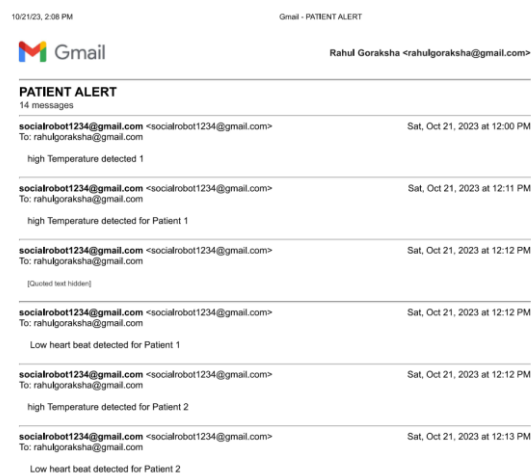 10/21/23, 2:08 PM Gmail - PATIENT ALERT
Gmail Rahul Goraksha <rahulgoraksha@gmail.com>
PATIENT ALERT
14 messages
socialrobot1234@gmail.com <socialrobot1234@gmail.com> Sat, Oct 21, 2023 at 12:00 PM
To: rahulgoraksha@gmail.com
high Temperature detected 1
socialrobot1234@gmail.com <socialrobot1234@gmail.com> Sat, Oct 21, 2023 at 12:11 PM
To: rahulgoraksha@gmail.com
high Temperature detected for Patient 1
socialrobot1234@gmail.com <socialrobot1234@gmail.com> Sat, Oct 21, 2023 at 12:12 PM
To: rahulgoraksha@gmail.com
[Quoted text hidden]
socialrobot1234@gmail.com <socialrobot1234@gmail.com> Sat, Oct 21, 2023 at 12:12 PM
To: rahulgoraksha@gmail.com
Low heart beat detected for Patient 1
socialrobot1234@gmail.com <socialrobot1234@gmail.com> Sat, Oct 21, 2023 at 12:12 PM
To: rahulgoraksha@gmail.com
high Temperature detected for Patient 2
socialrobot1234@gmail.com <socialrobot1234@gmail.com> Sat, Oct 21, 2023 at 12:13 PM
To: rahulgoraksha@gmail.com
Low heart beat detected for Patient 2